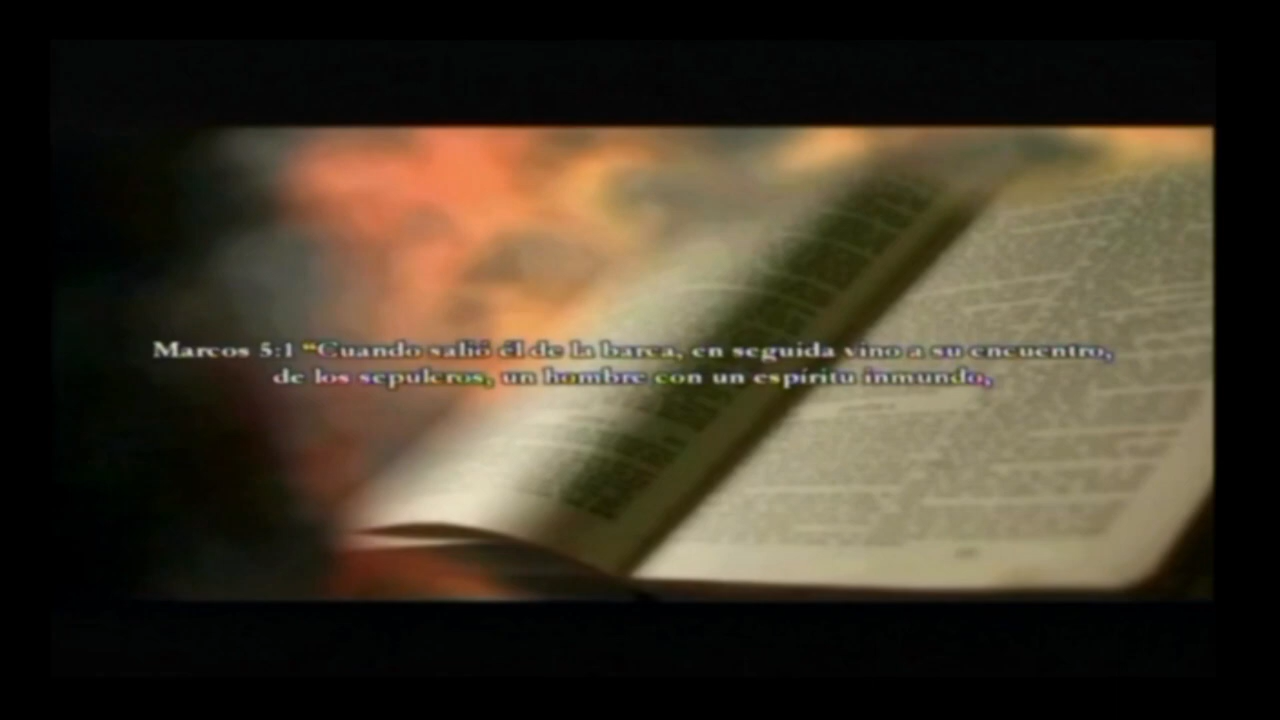 Marcos 5:1 “Cuando salió él de la barca, en seguida vino a su encuentro,
de los sepulcros, un hombre con un espíritu inmundo,